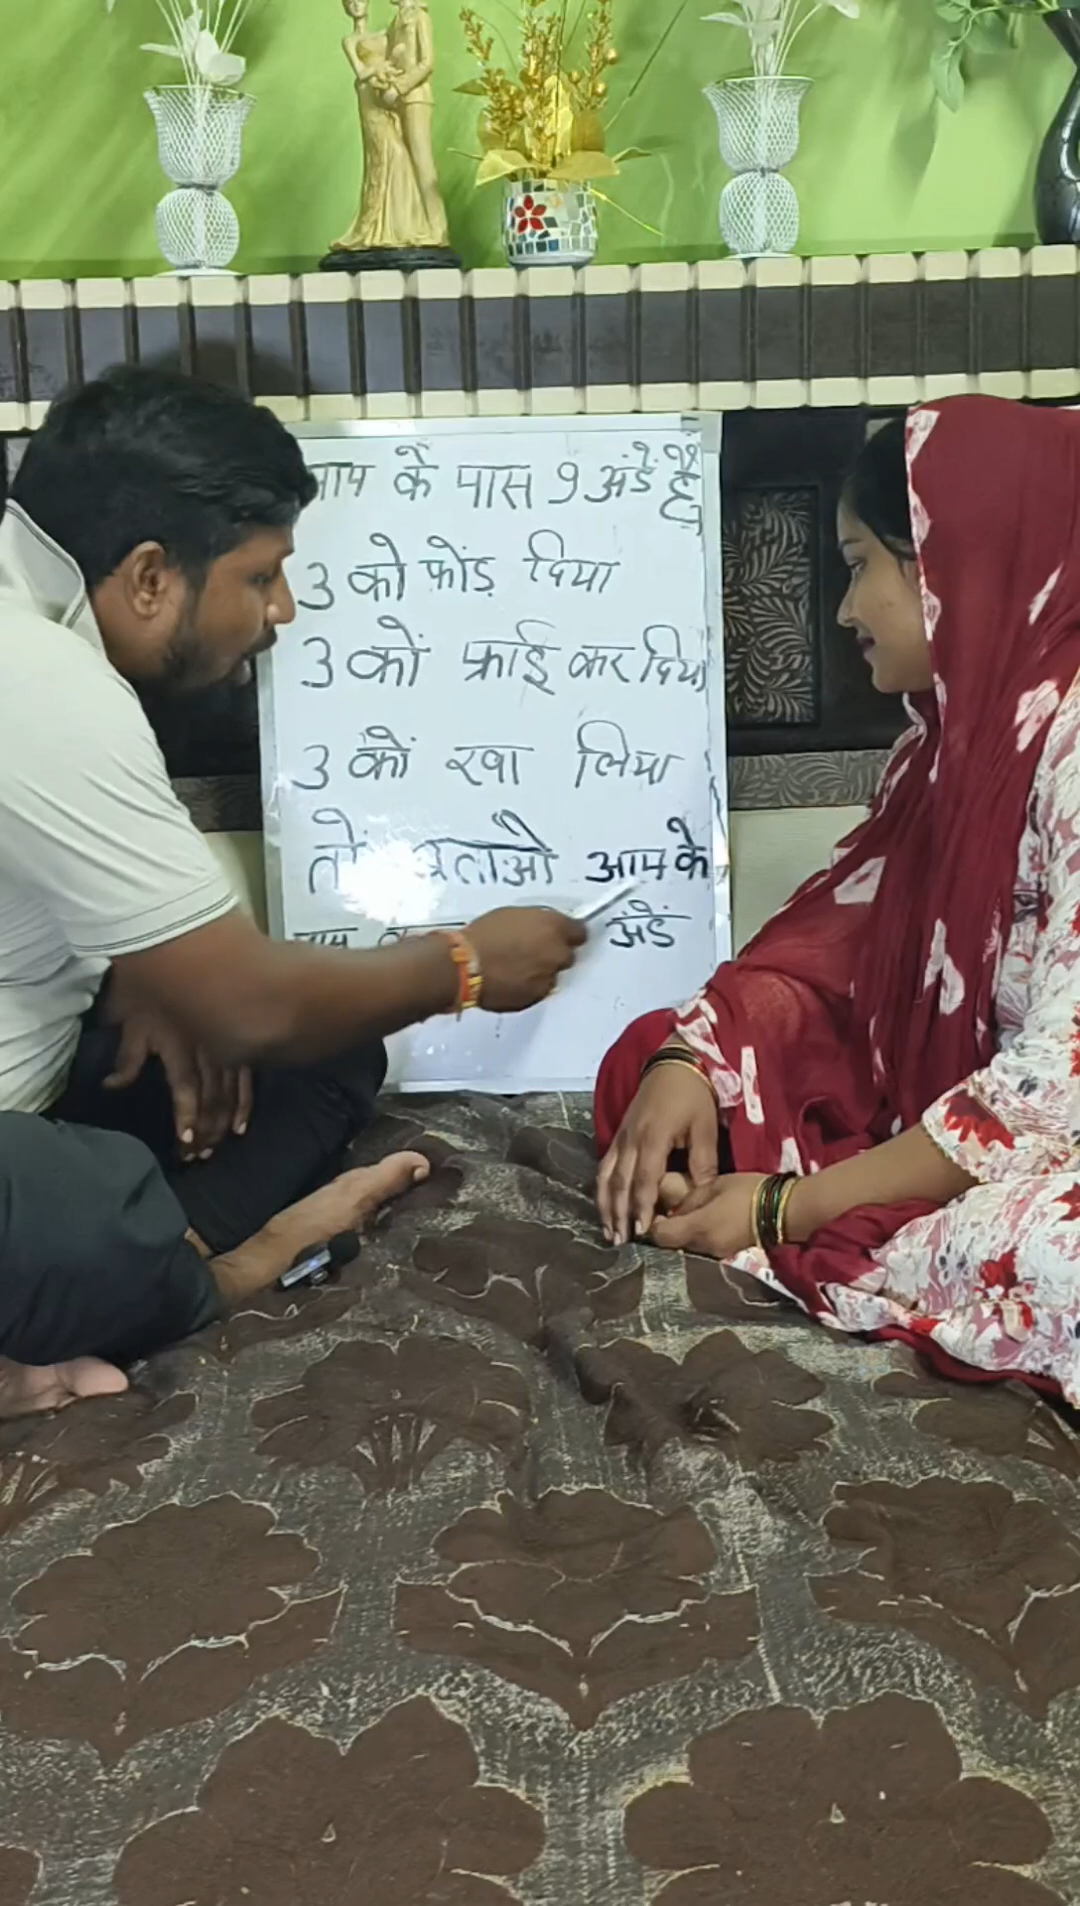 के पास 9 अंडे हैं
3 को फोंड़ दिया
3 कों फ्राई कर दिया
3 कों खा लिया
तो बताओ आप के
अंडें